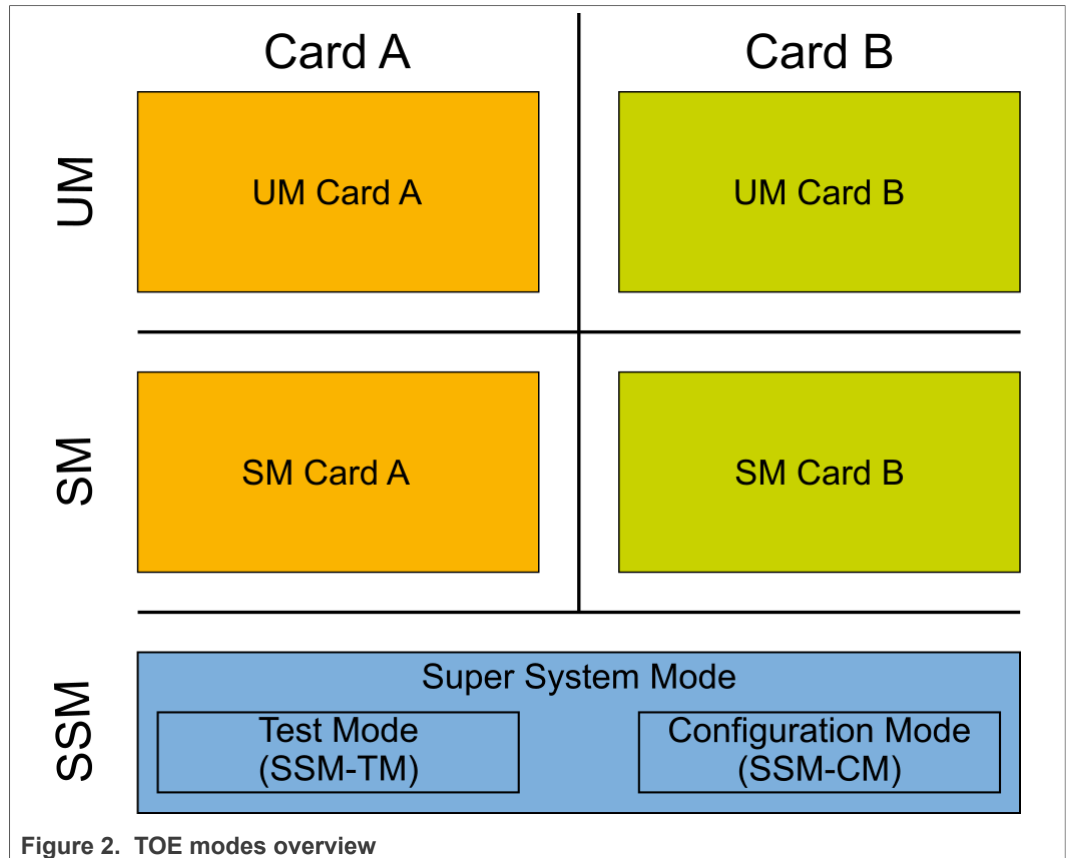 Card A
Card B
UM
UM Card A
UM Card B
SM
SM Card A
SM Card B
SSM
Super System Mode
Test Mode
(SSM-TM)
Configuration Mode
(SSM-CM)
Figure 2. TOE modes overview